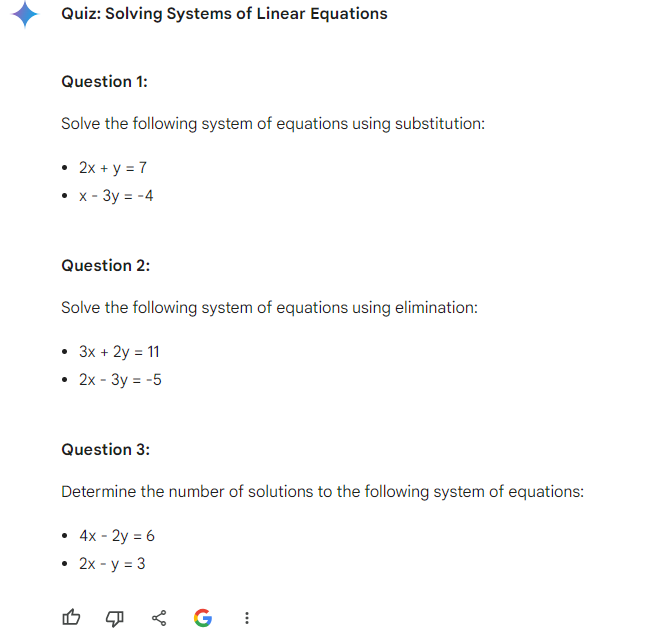 Quiz: Solving Systems of Linear Equations
Question 1:
Solve the following system of equations using substitution:
• 2x + y = 7
• x - 3y = -4
Question 2:
Solve the following system of equations using elimination:
• 3x + 2y = 11
• 2x - 3y = -5
Question 3:
Determine the number of solutions to the following system of equations:
• 4x - 2y = 6
• 2x - y = 3